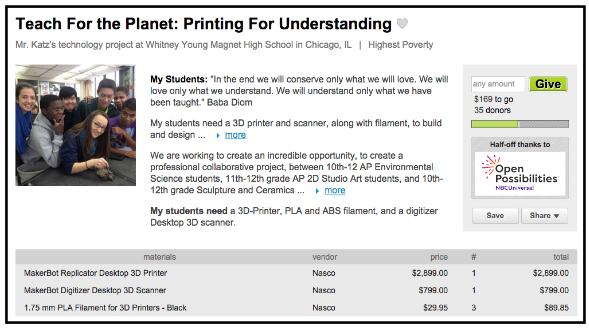 Teach For the Planet: Printing For Understanding
Mr. Katz's technology project at Whitney Young Magnet High School in Chicago, IL | Highest Poverty
My Students: "In the end we will conserve only what we will love. We will
love only what we understand. We will understand only what we have
been taught." Baba Diom
My students need a 3D printer and scanner, along with filament, to build
and design ... more
We are working to create an incredible opportunity, to create a
professional collaborative project, between 10th-12 AP Environmental
Science students, 11th-12th grade AP 2D Studio Art students, and 10th-
12th grade Sculpture and Ceramics ... more
My students need a 3D-Printer, PLA and ABS filament, and a digitizer
Desktop 3D scanner.
any amount Give
$169 to go
35 donors
Half-off thanks to
Open
Possibilities
NBCUniversal
Save Share
materials vendor price # total
MakerBot Replicator Desktop 3D Printer Nasco $2,899.00 1 $2,899.00
MakerBot Digitizer Desktop 3D Scanner Nasco $799.00 1 $799.00
1.75 mm PLA Filament for 3D Printers - Black Nasco $29.95 3 $89.85